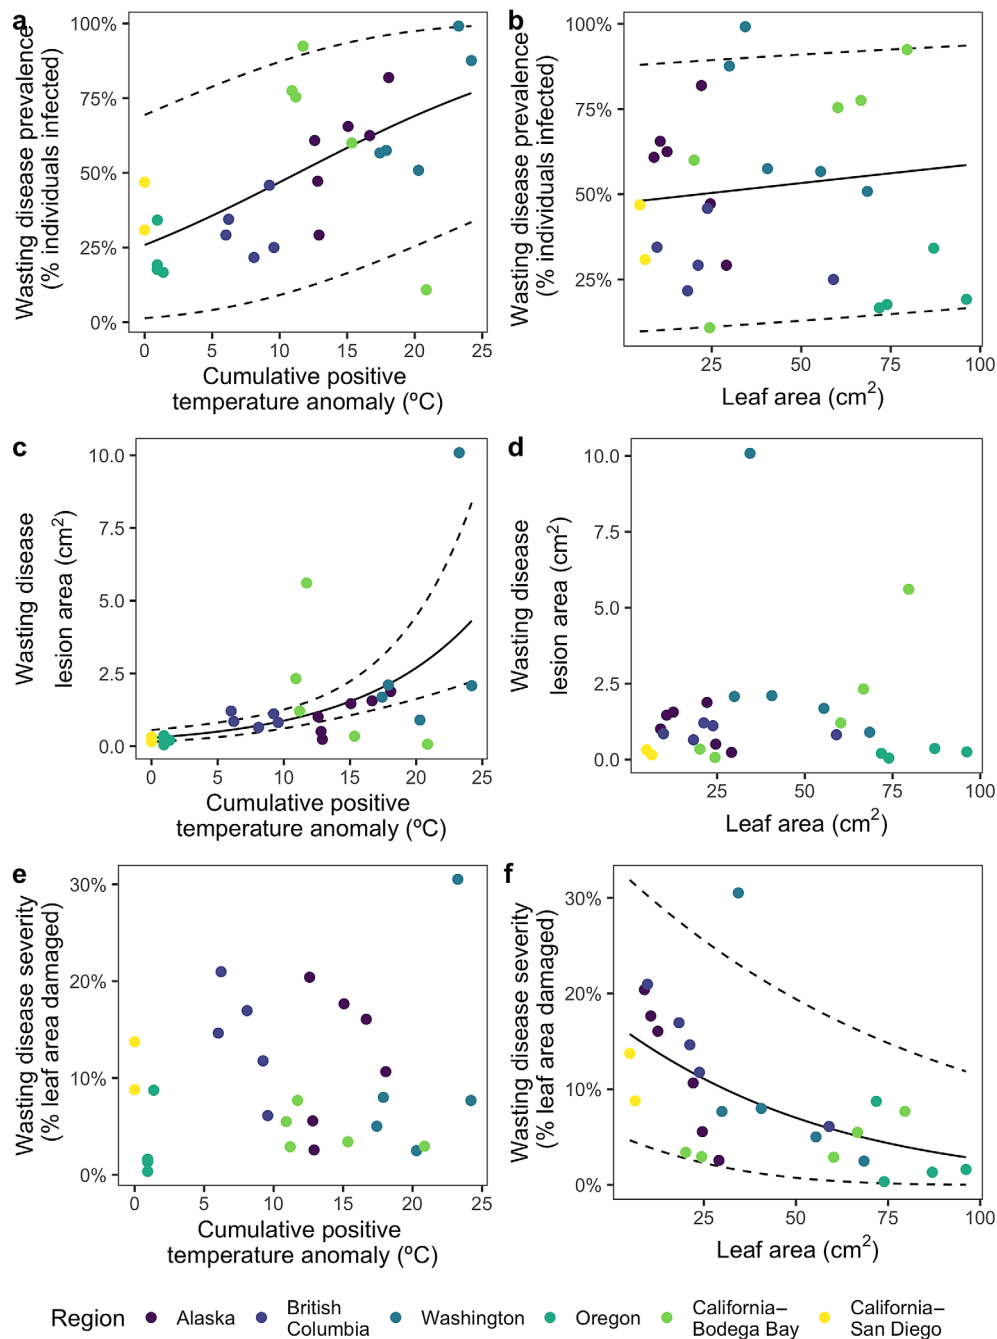 a
Wasting disease prevalence
(% individuals infected)
100%
75%
50%
25%
0%
0 5 10 15 20 25
Cumulative positive
temperature anomaly (ºC)
b
Wasting disease prevalence
(% individuals infected)
100%
75%
50%
25%
25 50 75 100
Leaf area (cm²)
c
Wasting disease
lesion area (cm²)
10.0
7.5
5.0
2.5
0.0
0 5 10 15 20 25
Cumulative positive
temperature anomaly (ºC)
d
Wasting disease
lesion area (cm²)
10.0
7.5
5.0
2.5
0.0
25 50 75 100
Leaf area (cm²)
e
Wasting disease severity
(% leaf area damaged)
30%
20%
10%
0%
0 5 10 15 20 25
Cumulative positive
temperature anomaly (ºC)
f
Wasting disease severity
(% leaf area damaged)
30%
20%
10%
0%
25 50 75 100
Leaf area (cm²)
Region
Alaska
British
Columbia
Washington
Oregon
California–
Bodega Bay
California–
San Diego